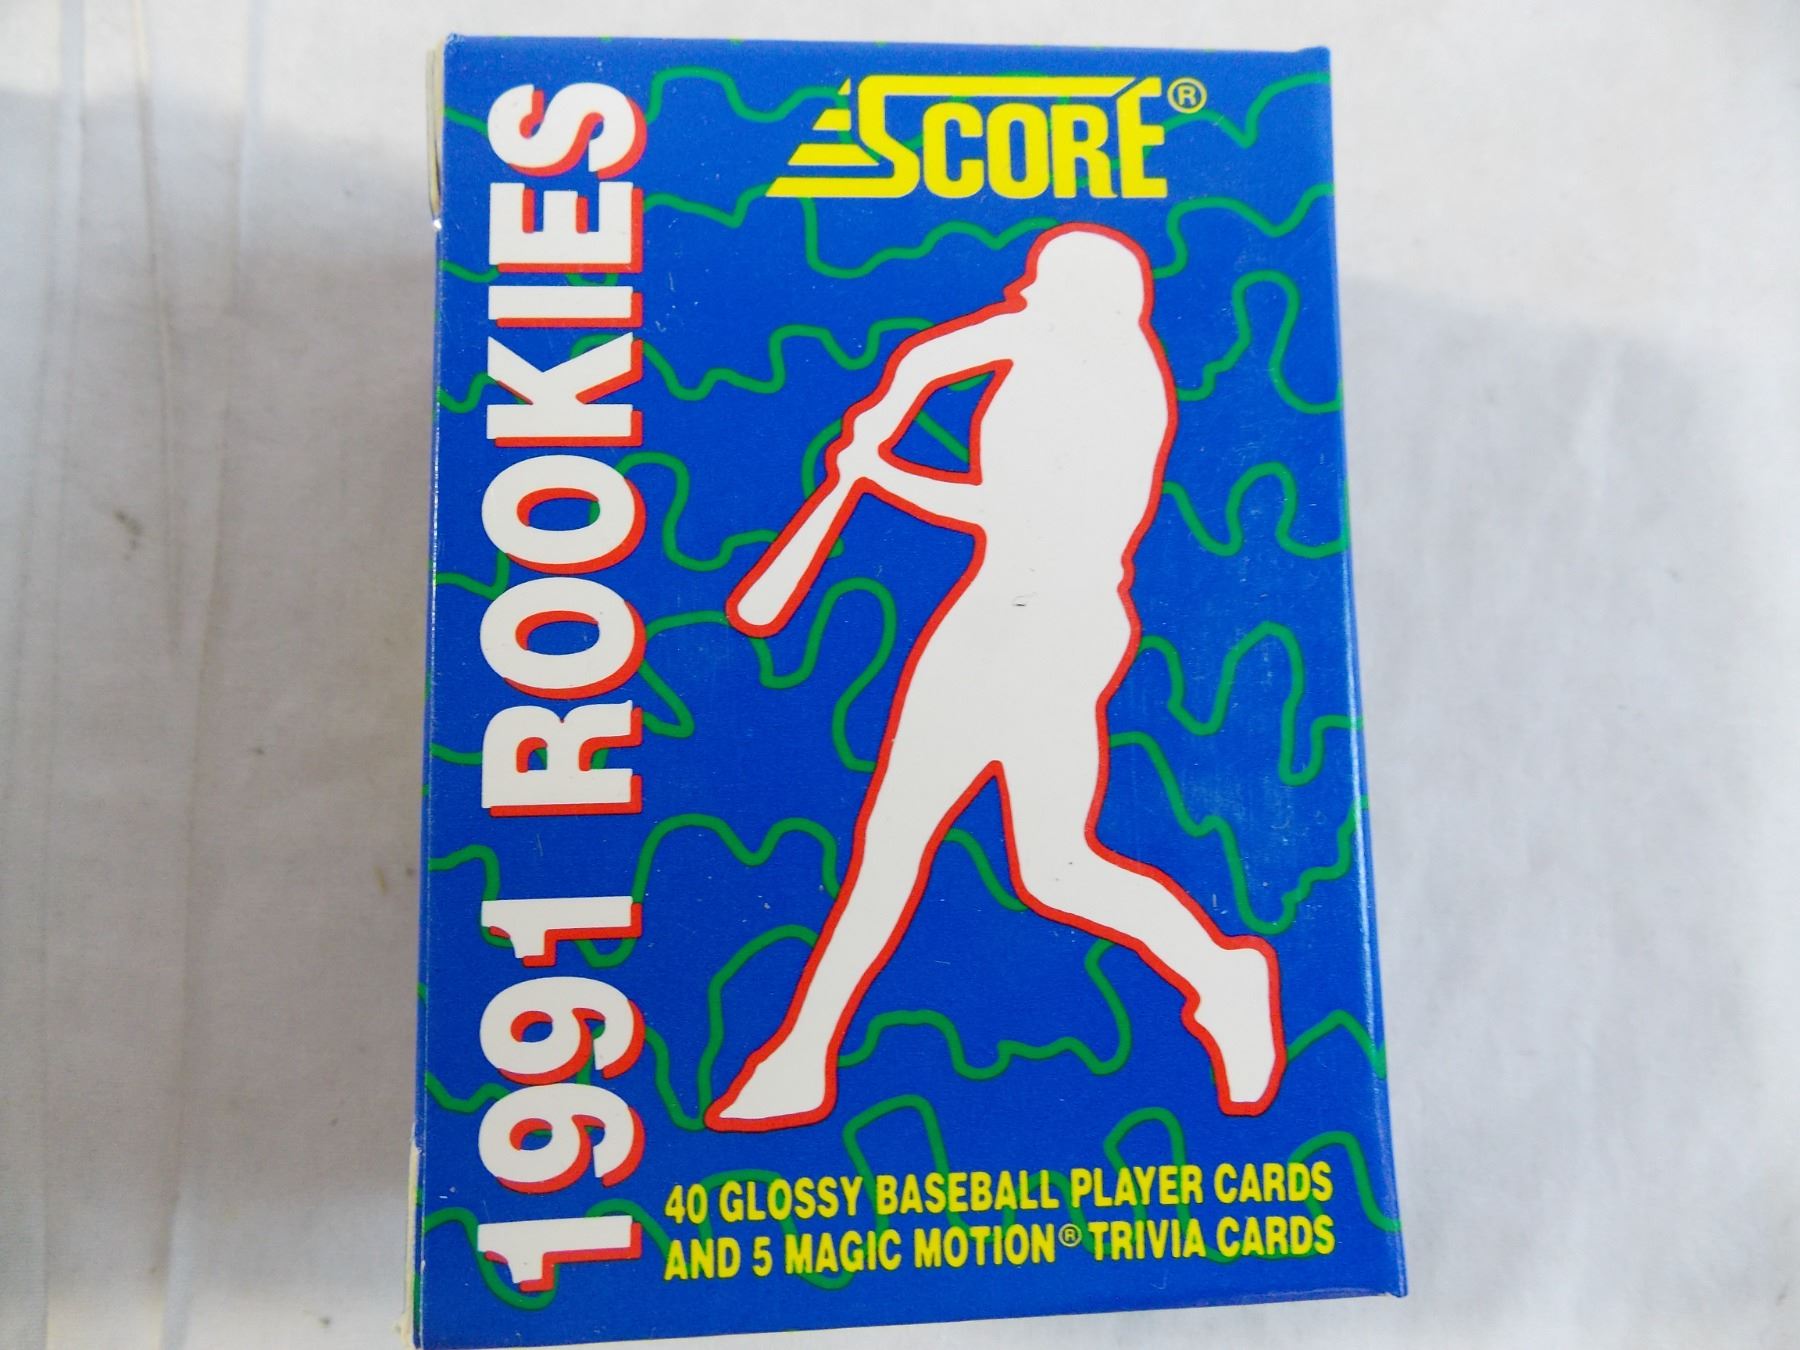 SCORE®
1991 ROOKIES
40 GLOSSY BASEBALL PLAYER CARDS
AND 5 MAGIC MOTION® TRIVIA CARDS